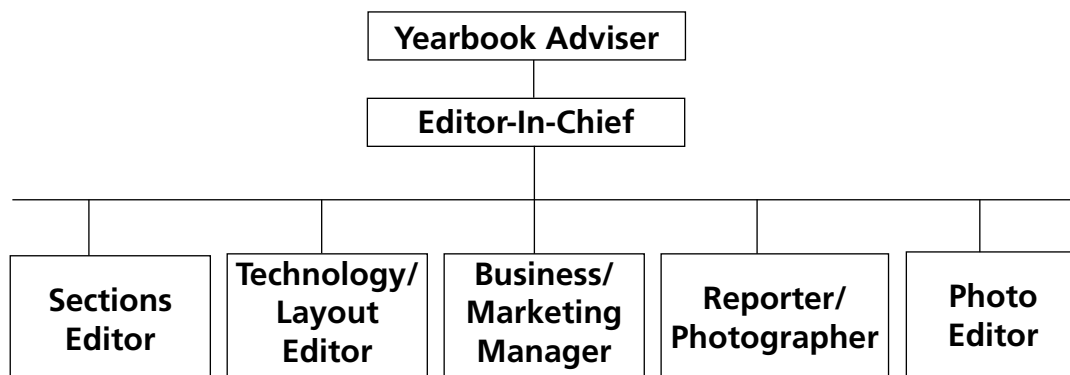 Yearbook Adviser
Editor-In-Chief
Sections
Editor
Technology/
Layout
Editor
Business/
Marketing
Manager
Reporter/
Photographer
Photo
Editor